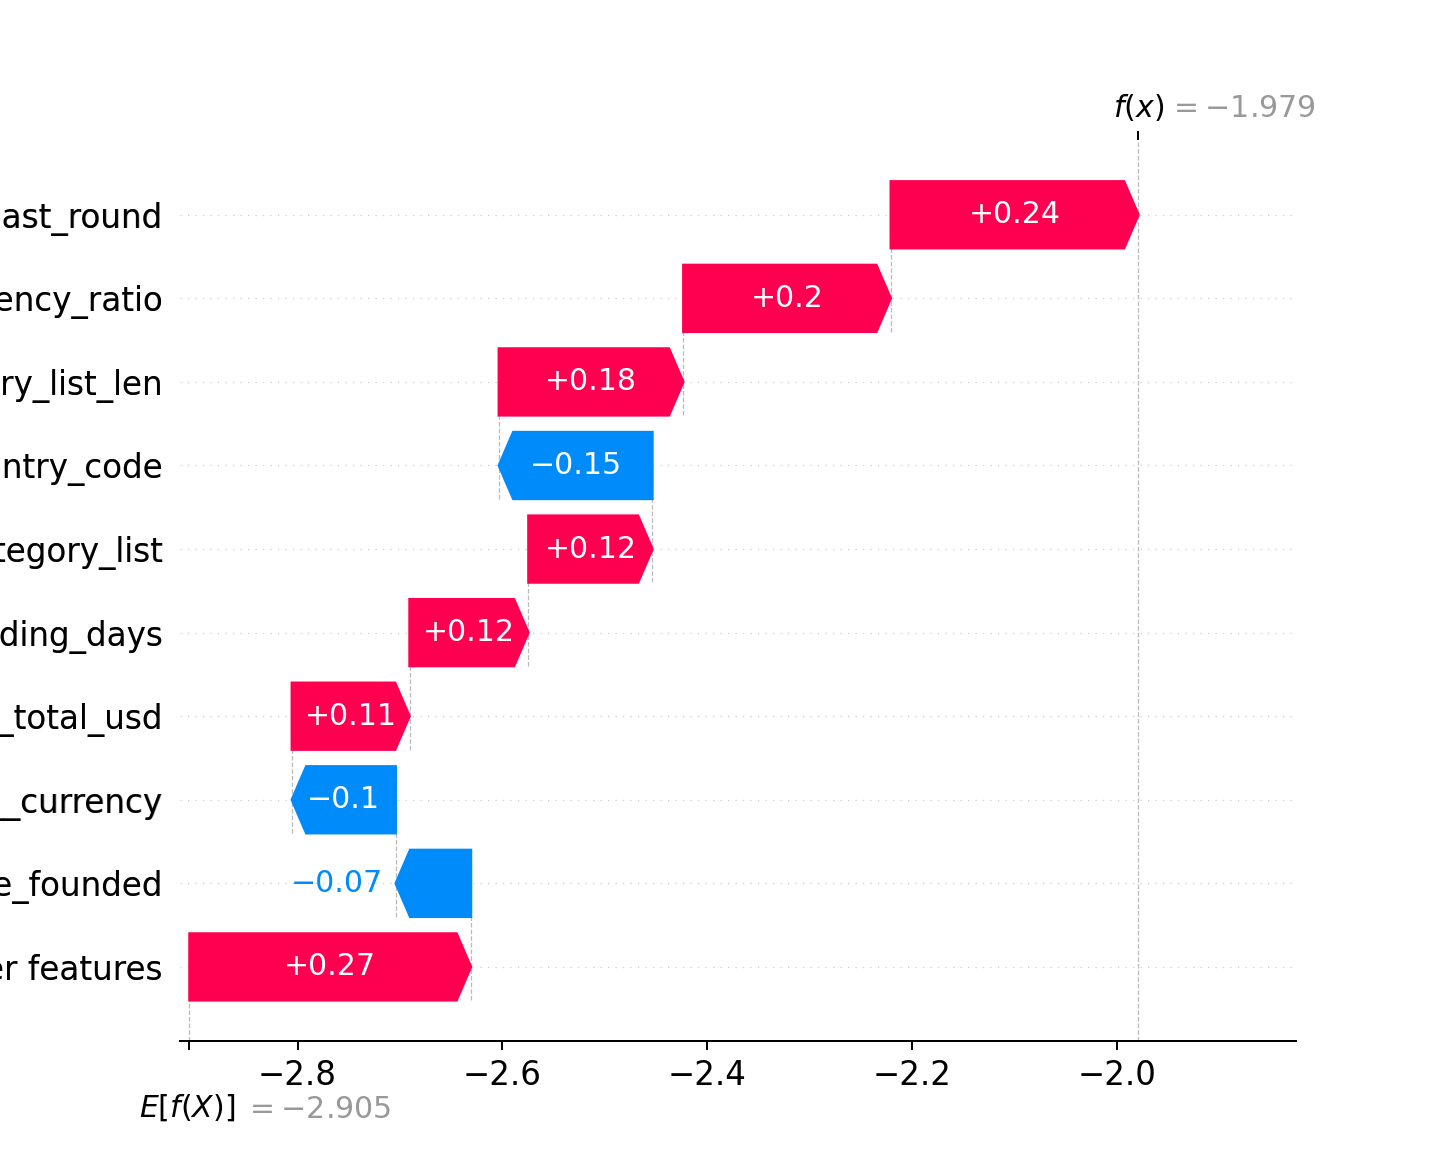 f(x) = −1.979
ast_round +0.24
ency_ratio +0.2
ry_list_len +0.18
ntry_code −0.15
tegory_list +0.12
ding_days +0.12
_total_usd +0.11
_currency −0.1
e_founded −0.07
er features +0.27
−2.8 −2.6 −2.4 −2.2 −2.0
E[f(X)] = −2.905